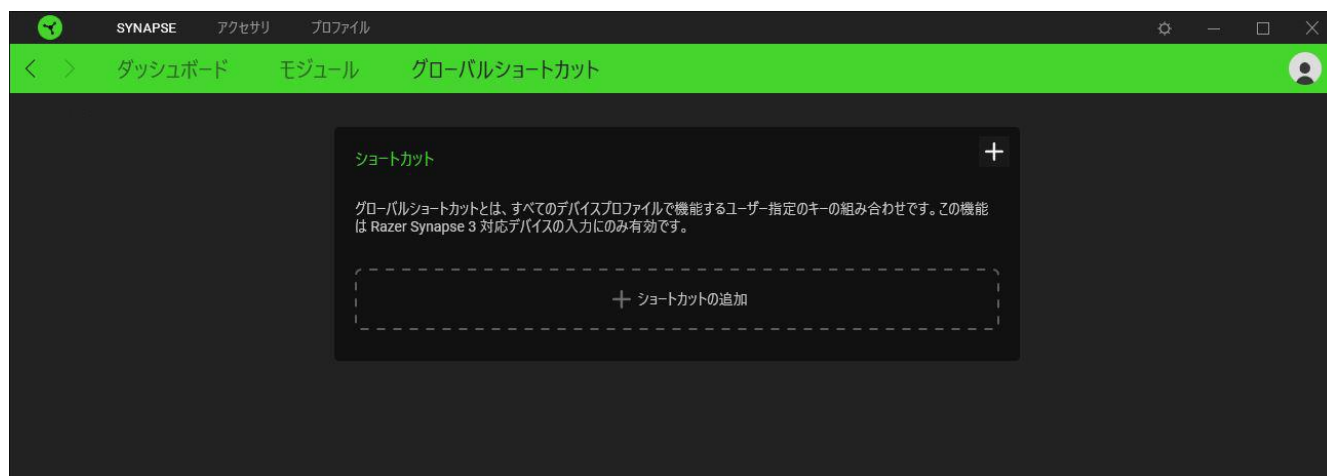 SYNAPSE アクセサリ プロファイル
ダッシュボード モジュール グローバルショートカット
ショートカット
グローバルショートカットとは、すべてのデバイスプロファイルで機能するユーザー指定のキーの組み合わせです。この機能
は Razer Synapse 3 対応デバイスの入力にのみ有効です。
ショートカットの追加